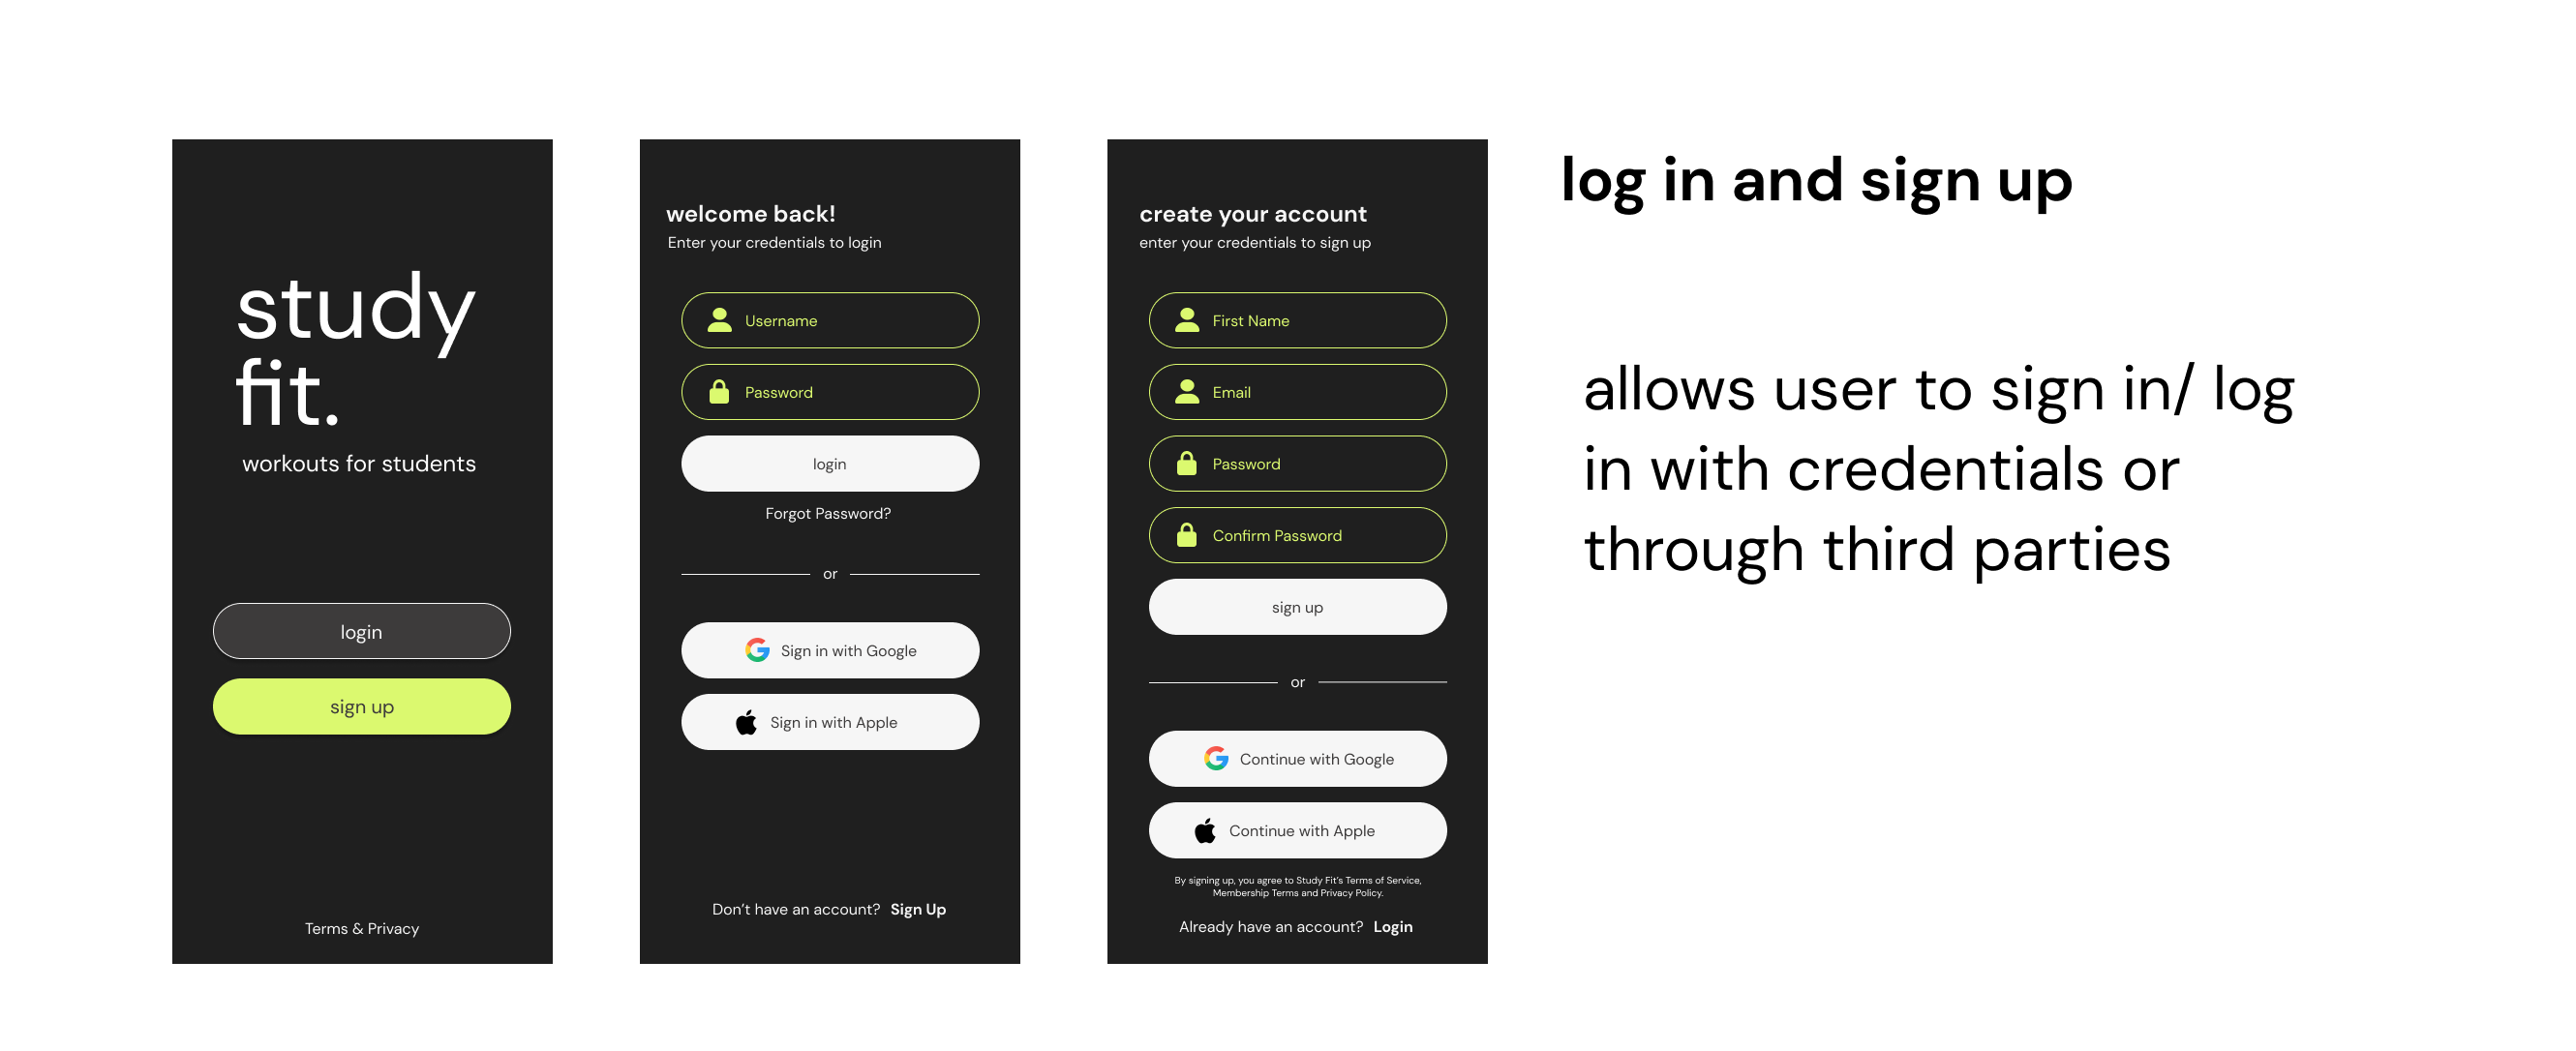 study
fit.
workouts for students
login
sign up
Terms & Privacy
welcome back!
Enter your credentials to login
Username
Password
login
Forgot Password?
or
Sign in with Google
Sign in with Apple
Don’t have an account? Sign Up
create your account
enter your credentials to sign up
First Name
Email
Password
Confirm Password
sign up
or
Continue with Google
Continue with Apple
By signing up, you agree to Study Fit’s Terms of Service,
Membership Terms and Privacy Policy.
Already have an account? Login
log in and sign up
allows user to sign in/ log
in with credentials or
through third parties